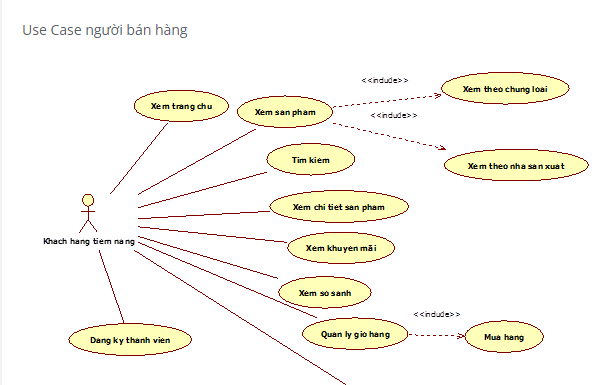 Use Case người bán hàng
<<include>>
Xem theo chung loai
Xem trang chu
Xem san pham
<<include>>
Tim kiem
Xem theo nha san xuat
Xem chi tiet san pham
Khach hang tiem nang
Xem khuyen mãi
Xem so sanh
<<include>>
Dang ky thanh vien
Quan ly gio hang
Mua hang